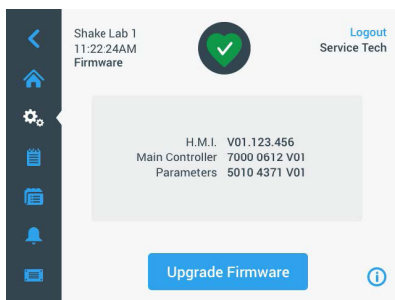 Shake Lab 1
11:22:24AM
Firmware
Logout
Service Tech
H.M.I. V01.123.456
Main Controller 7000 0612 V01
Parameters 5010 4371 V01
Upgrade Firmware